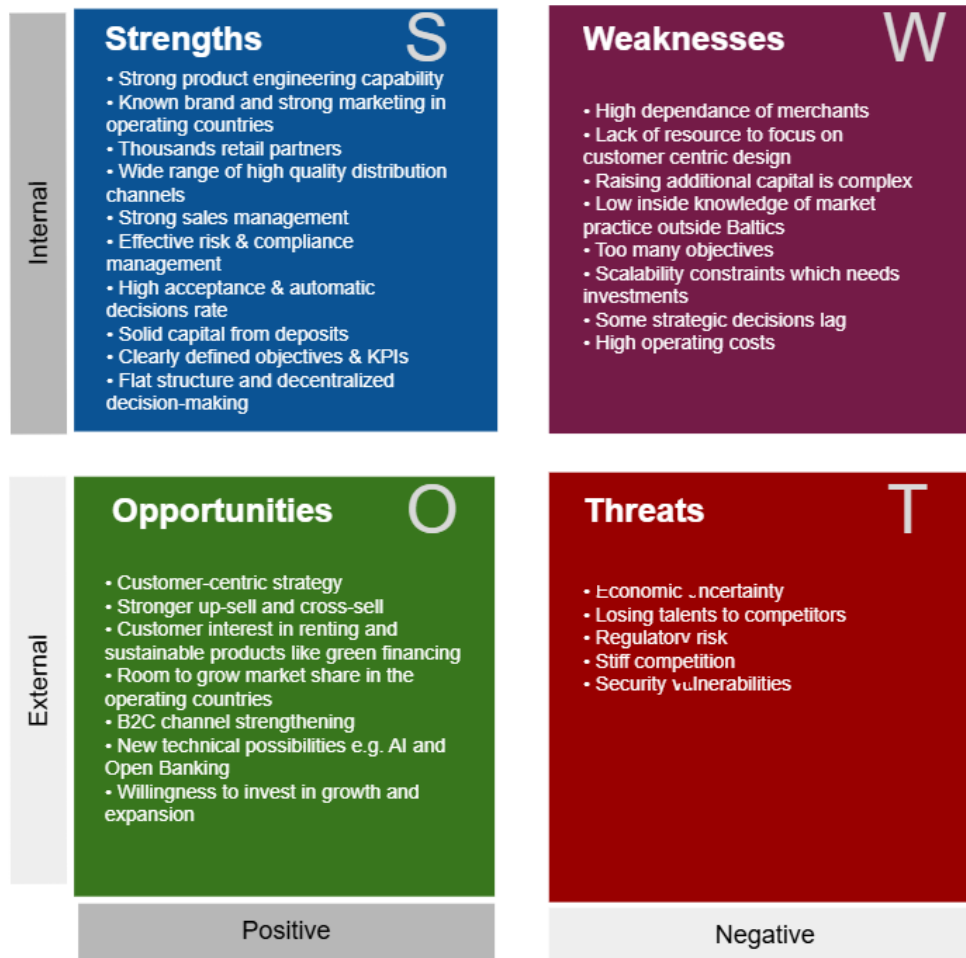 Internal
Strengths
S
• Strong product engineering capability
• Known brand and strong marketing in
operating countries
• Thousands retail partners
• Wide range of high quality distribution
channels
• Strong sales management
• Effective risk & compliance
management
• High acceptance & automatic
decisions rate
• Solid capital from deposits
• Clearly defined objectives & KPIs
• Flat structure and decentralized
decision-making
Weaknesses
W
• High dependance of merchants
• Lack of resource to focus on
customer centric design
• Raising additional capital is complex
• Low inside knowledge of market
practice outside Baltics
• Too many objectives
• Scalability constraints which needs
investments
• Some strategic decisions lag
• High operating costs
External
Opportunities
O
• Customer-centric strategy
• Stronger up-sell and cross-sell
• Customer interest in renting and
sustainable products like green financing
• Room to grow market share in the
operating countries
• B2C channel strengthening
• New technical possibilities e.g. AI and
Open Banking
• Willingness to invest in growth and
expansion
Threats
T
• Economic uncertainty
• Losing talents to competitors
• Regulatory risk
• Stiff competition
• Security vulnerabilities
Positive
Negative